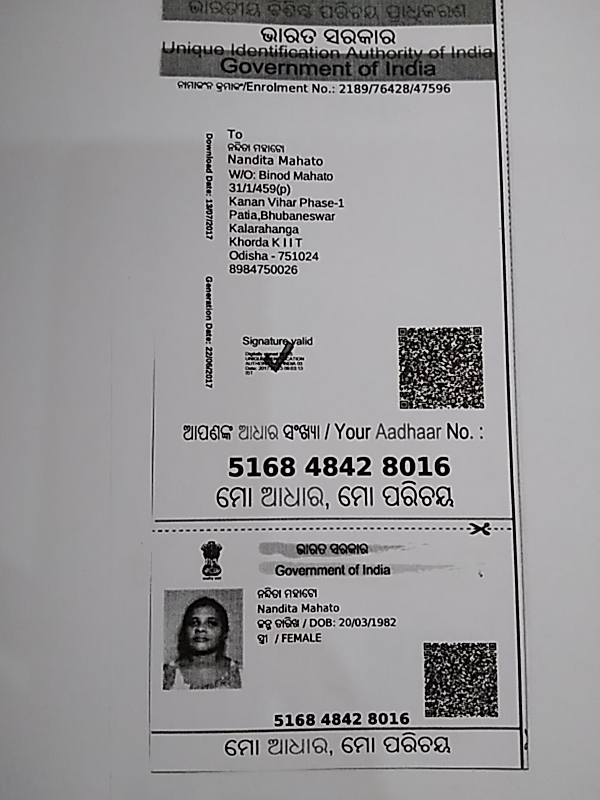 ଭାରତୀୟ ବିଶିଷ୍ଟ ପରିଚୟ ପ୍ରାଧିକରଣ
ଭାରତ ସରକାର
Unique Identification Authority of India
Government of India
ନାମାଙ୍କନ କ୍ରମାଙ୍କ/Enrolment No.: 2189/76428/47596
Download Date: 13/07/2017
Generation Date: 22/06/2017
To
ନନ୍ଦିତା ମହାତୋ
Nandita Mahato
W/O: Binod Mahato
31/1/459(p)
Kanan Vihar Phase-1
Patia,Bhubaneswar
Kalarahanga
Khorda K I I T
Odisha - 751024
8984750026
Signature valid
ଆପଣଙ୍କ ଆଧାର ସଂଖ୍ୟା / Your Aadhaar No. :
5168 4842 8016
ମୋ ଆଧାର, ମୋ ପରିଚୟ
ଭାରତ ସରକାର
Government of India
ନନ୍ଦିତା ମହାତୋ
Nandita Mahato
ଜନ୍ମ ତାରିଖ / DOB: 20/03/1982
ସ୍ତ୍ରୀ / FEMALE
5168 4842 8016
ମୋ ଆଧାର, ମୋ ପରିଚୟ